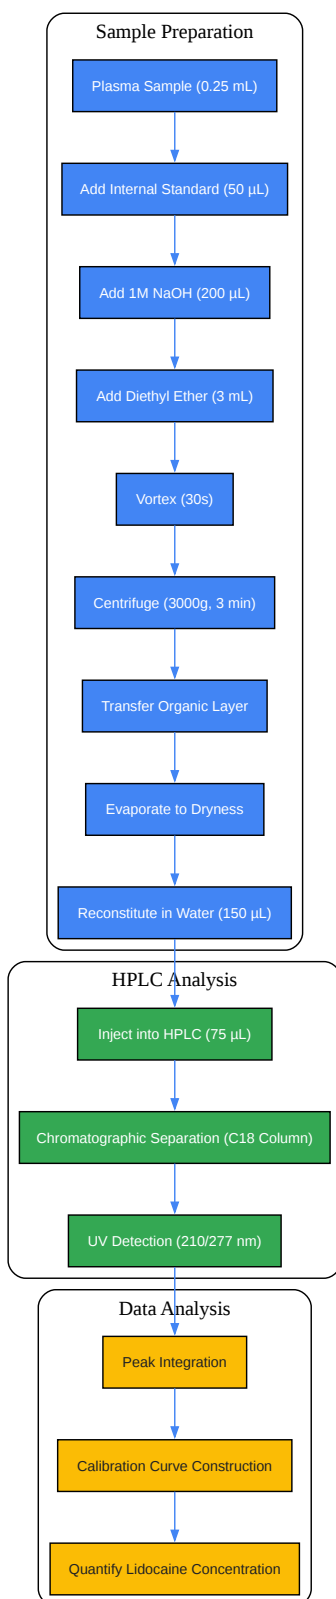 Sample Preparation
Plasma Sample (0.25 mL)
Add Internal Standard (50 µL)
Add 1M NaOH (200 µL)
Add Diethyl Ether (3 mL)
Vortex (30s)
Centrifuge (3000g, 3 min)
Transfer Organic Layer
Evaporate to Dryness
Reconstitute in Water (150 µL)
HPLC Analysis
Inject into HPLC (75 µL)
Chromatographic Separation (C18 Column)
UV Detection (210/277 nm)
Data Analysis
Peak Integration
Calibration Curve Construction
Quantify Lidocaine Concentration